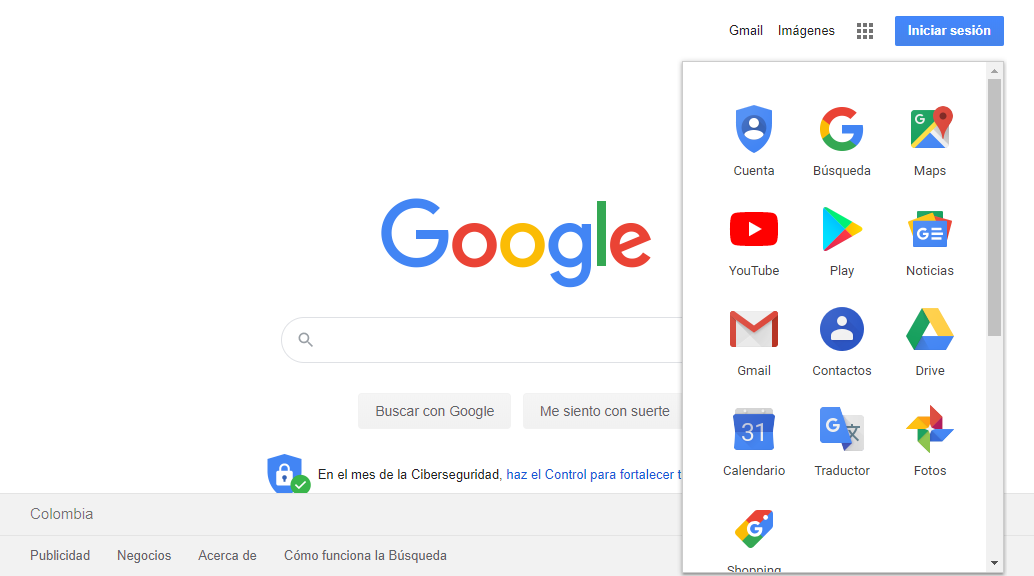 Gmail Imágenes Iniciar sesión
Cuenta Búsqueda Maps
YouTube Play Noticias
Google
Gmail Contactos Drive
Buscar con Google Me siento con suerte
31
Calendario Traductor Fotos
En el mes de la Ciberseguridad, haz el Control para fortalecer t
Colombia
Shopping
Publicidad Negocios Acerca de Cómo funciona la Búsqueda